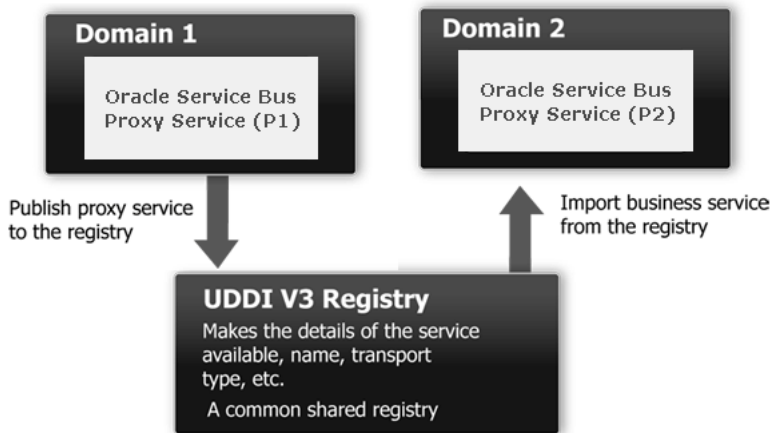 Domain 1
Oracle Service Bus
Proxy Service (P1)
Domain 2
Oracle Service Bus
Proxy Service (P2)
Publish proxy service
to the registry
Import business service
from the registry
UDDI V3 Registry
Makes the details of the service
available, name, transport
type, etc.
A common shared registry